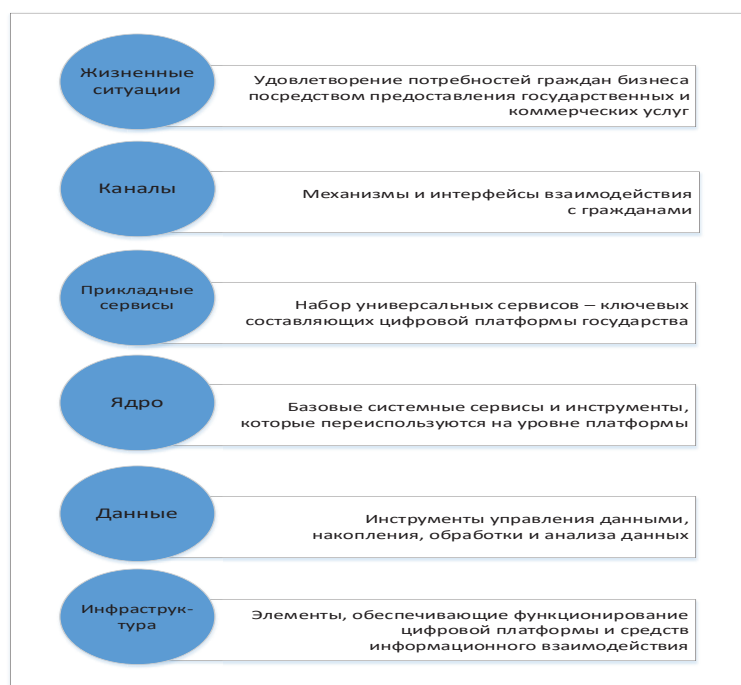 Жизненные
ситуации
Удовлетворение потребностей граждан бизнеса
посредством предоставления государственных и
коммерческих услуг
Каналы
Механизмы и интерфейсы взаимодействия
с гражданами
Прикладные
сервисы
Набор универсальных сервисов – ключевых
составляющих цифровой платформы государства
Ядро
Базовые системные сервисы и инструменты,
которые переиспользуются на уровне платформы
Данные
Инструменты управления данными,
накопления, обработки и анализа данных
Инфраструк-
тура
Элементы, обеспечивающие функционирование
цифровой платформы и средств
информационного взаимодействия